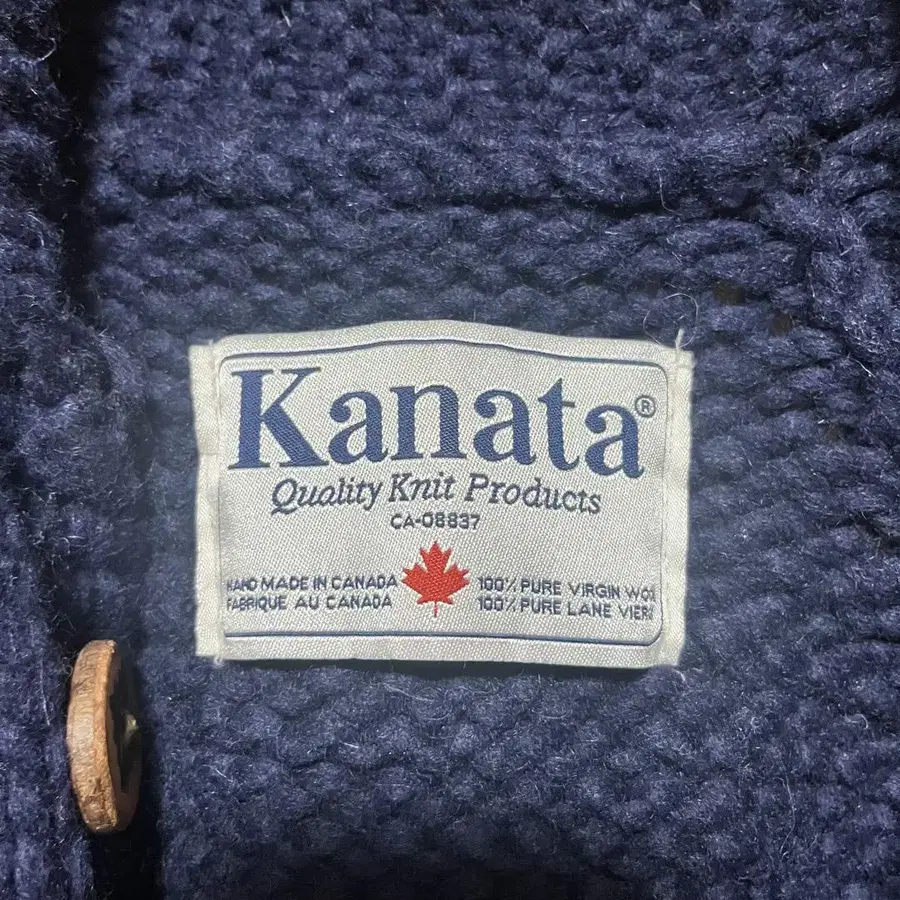 Kanata®
Quality Knit Products
CA-08837
HAND MADE IN CANADA
FABRIQUE AU CANADA
100% PURE VIRGIN WO
100% PURE LANE VIER